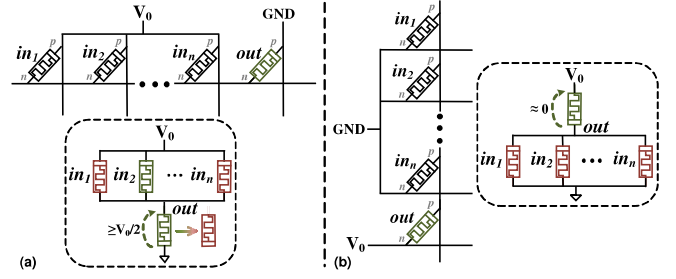 V0
GND
in1 p n
in2 p n
inn p n
out p n
V0
in1 in2 ... inn
out
≥V0/2
(a)
in1 p n
in2 p n
GND
inn p n
out p n
V0
V0
≈ 0
out
in1 in2 ... inn
(b)